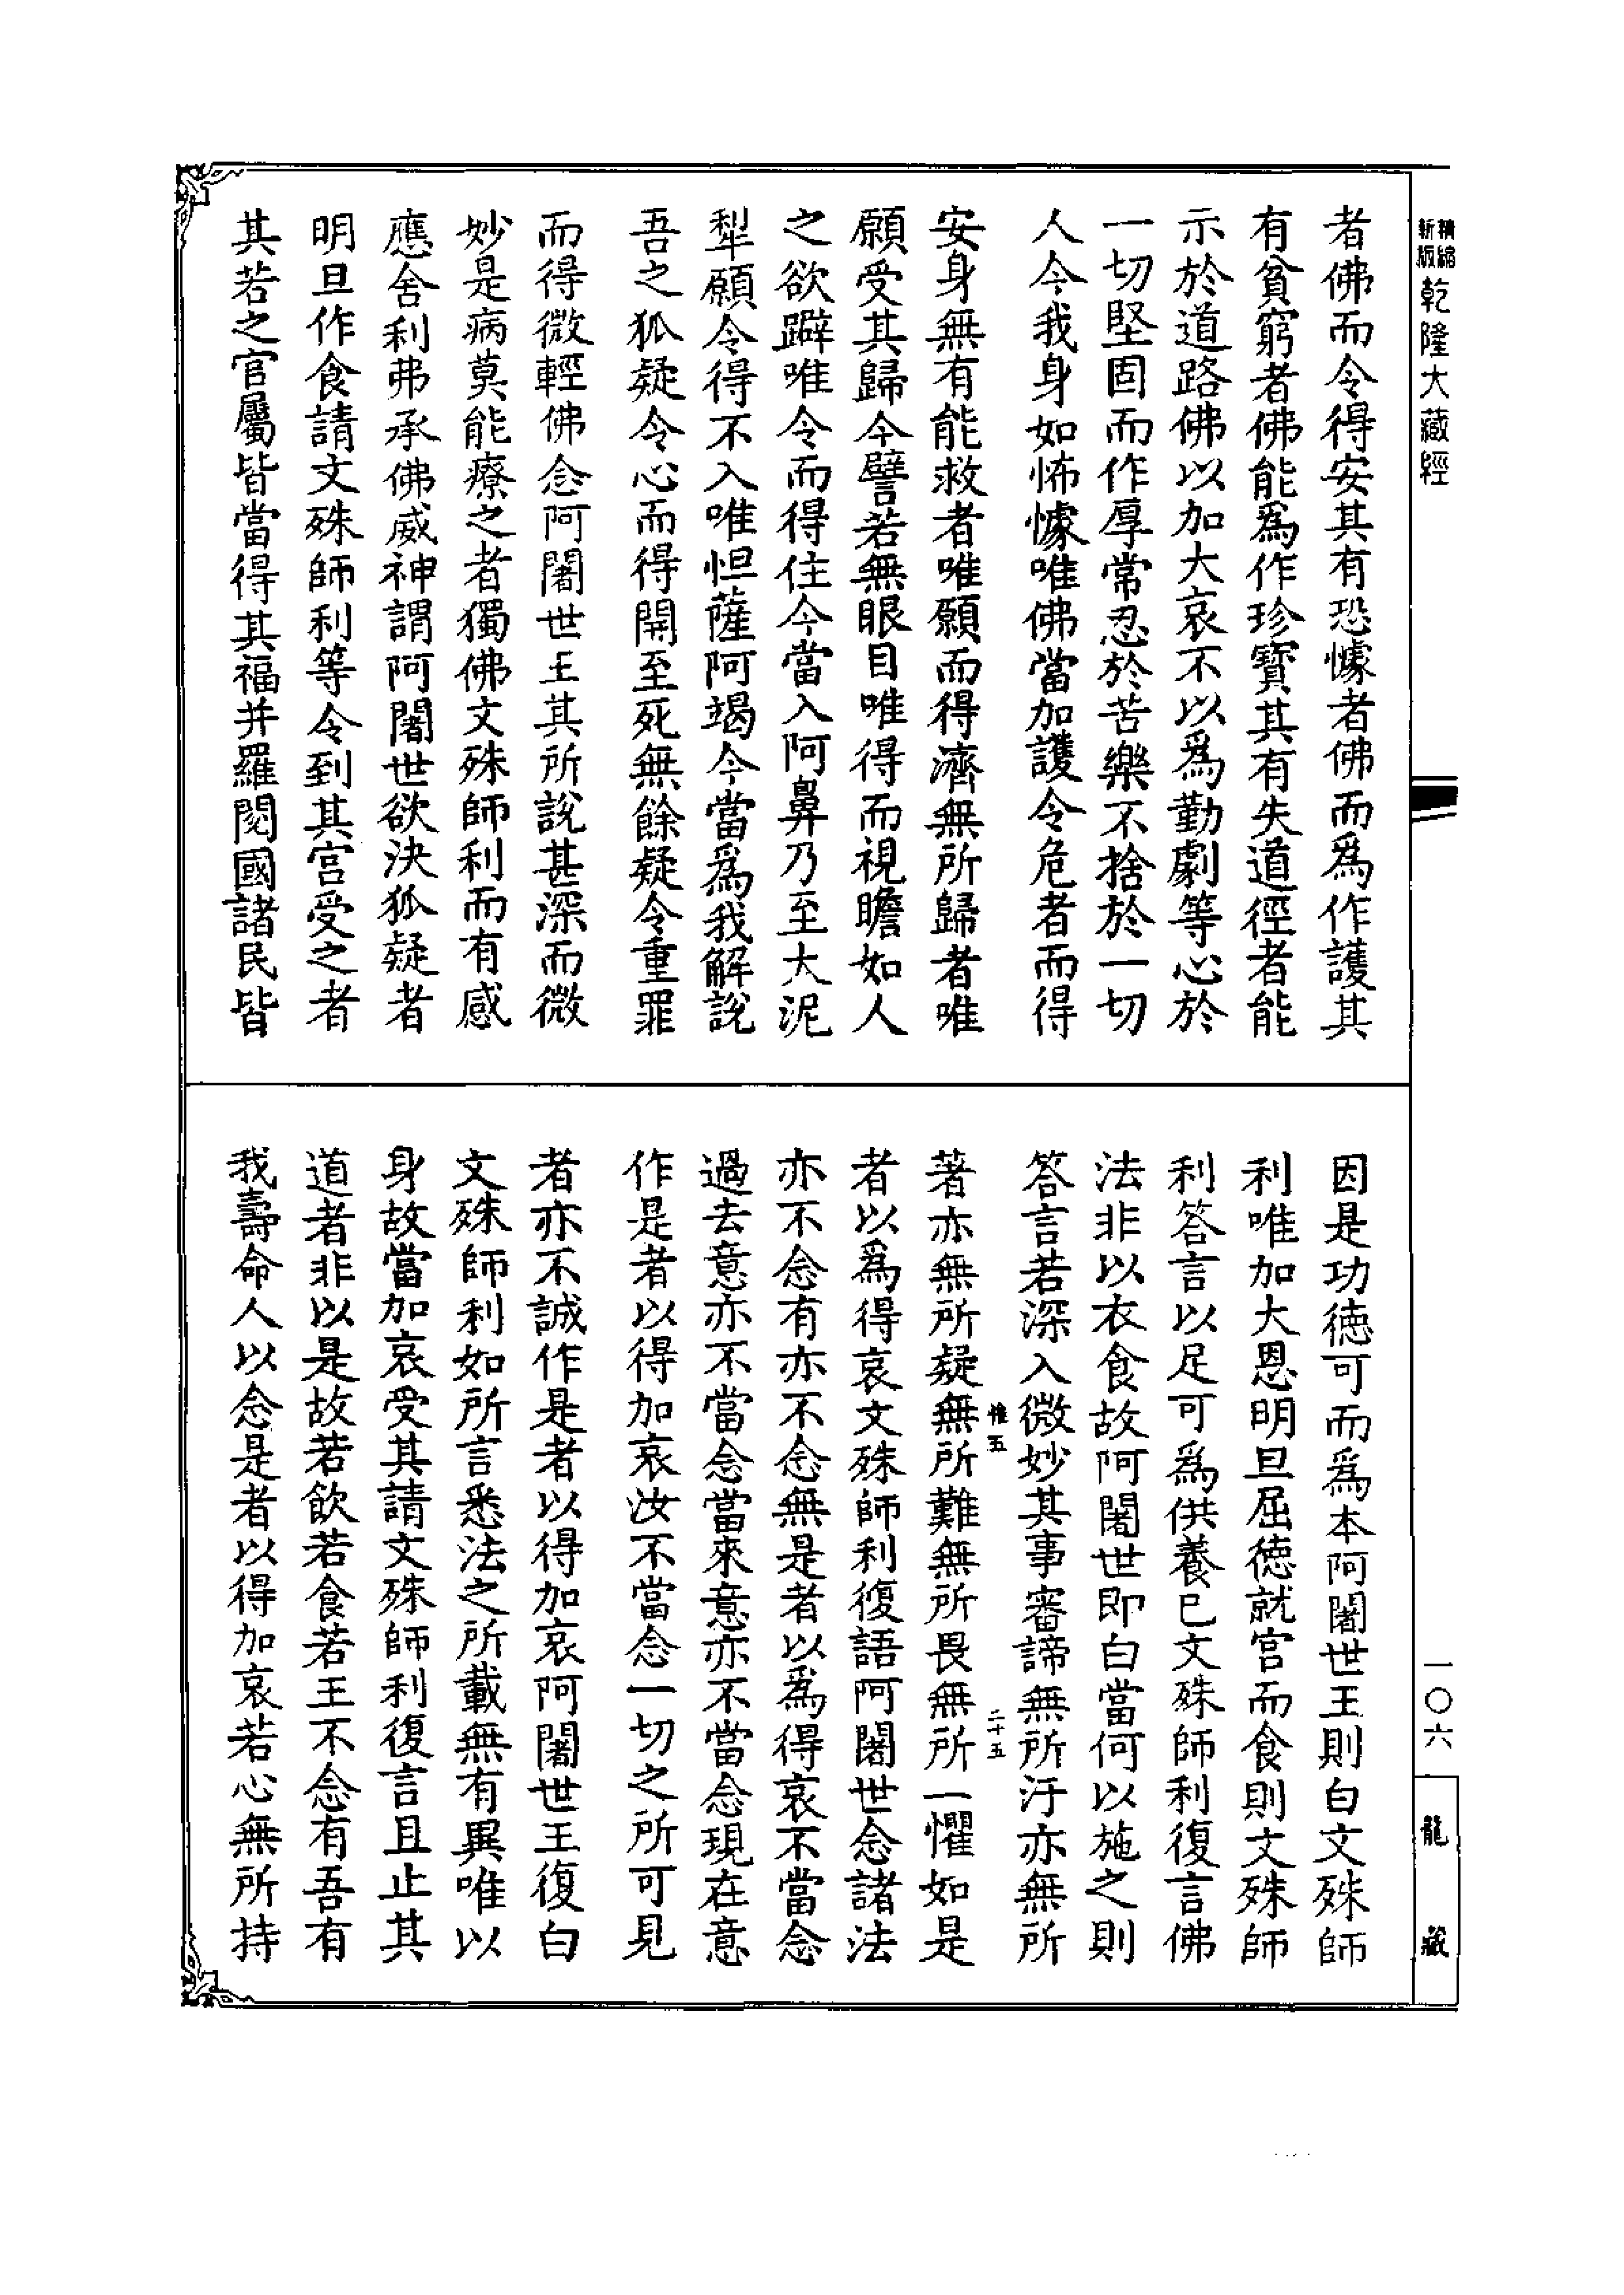 精縮新版乾隆大藏經
者佛而令得安其有恐懅者佛而爲作護其
有貧窮者佛能爲作珍寶其有失道徑者能
示於道路佛以加大哀不以爲勤劇等心於
一切堅固而作厚常忍於苦樂不捨於一切
人今我身如怖懅唯佛當加護令危者而得
安身無有能救者唯願而得濟無所歸者唯
願受其歸今譬若無眼目唯得而視瞻如人
之欲躃唯令而得住今當入阿鼻乃至大泥
犁願令得不入唯怛薩阿竭今當爲我解說
吾之狐疑令心而得開至死無餘疑令重罪
而得微輕佛念阿闍世王其所說甚深而微
妙是病莫能療之者獨佛文殊師利而有感
應舍利弗承佛威神謂阿闍世欲決狐疑者
明旦作食請文殊師利等令到其宫受之者
其若之官屬皆當得其福并羅閱國諸民皆
因是功德可而爲本阿闍世王則白文殊師
利唯加大恩明旦屈德就宫而食則文殊師
利答言以足可爲供養已文殊師利復言佛
法非以衣食故阿闍世即白當何以施之則
答言若深入微妙其事審諦無所汙亦無所
著亦無所疑無所難無所畏無所一懼如是
惟五 二十五
者以爲得哀文殊師利復語阿闍世念諸法
亦不念有亦不念無是者以爲得哀不當念
過去意亦不當念當來意亦不當念現在意
作是者以得加哀汝不當念一切之所可見
者亦不誠作是者以得加哀阿闍世王復白
文殊師利如所言悉法之所載無有異唯以
身故當加哀受其請文殊師利復言且止其
道者非以是故若飲若食若王不念有吾有
我壽命人以念是者以得加哀若心無所持
一〇六
龍藏